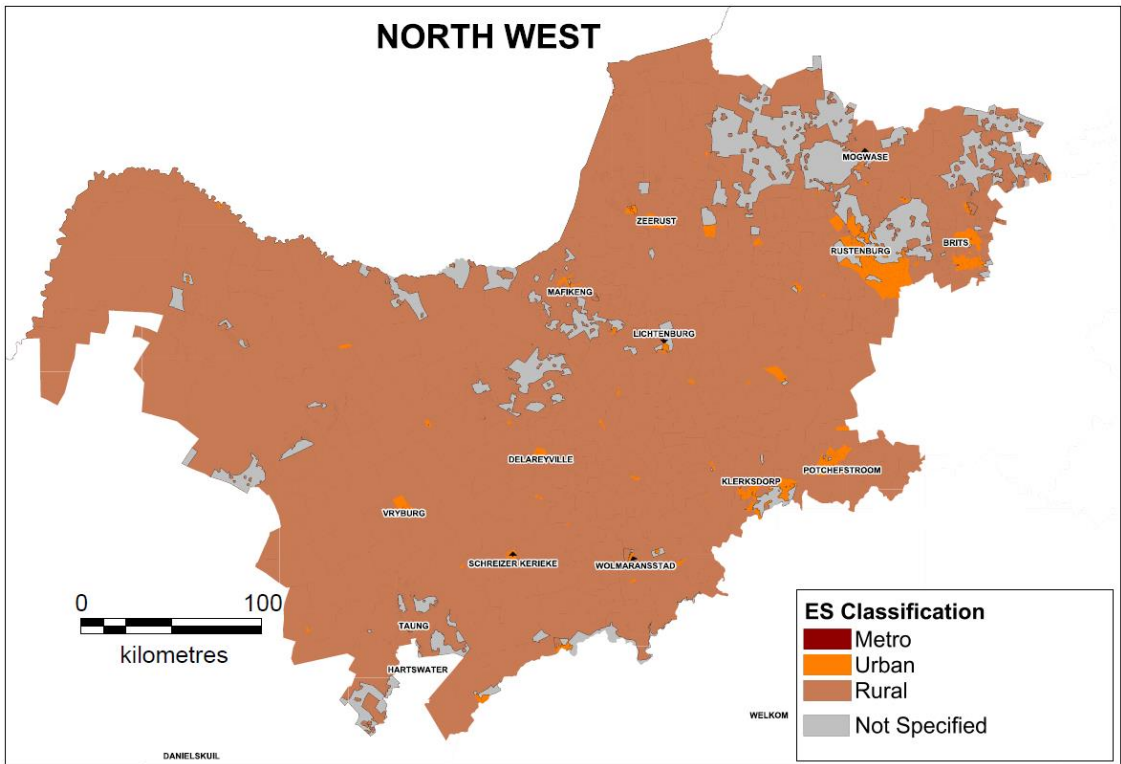 NORTH WEST
MOGWASE
ZEERUST
RUSTENBURG
BRITS
MAFIKENG
LICHTENBURG
DELAREYVILLE
POTCHEFSTROOM
KLERKSDORP
VRYBURG
SCHREIZER KERIEKE
WOLMARANSSTAD
TAUNG
HARTSWATER
WELKOM
DANIELSKUIL
0 100
kilometres
ES Classification
Metro
Urban
Rural
Not Specified